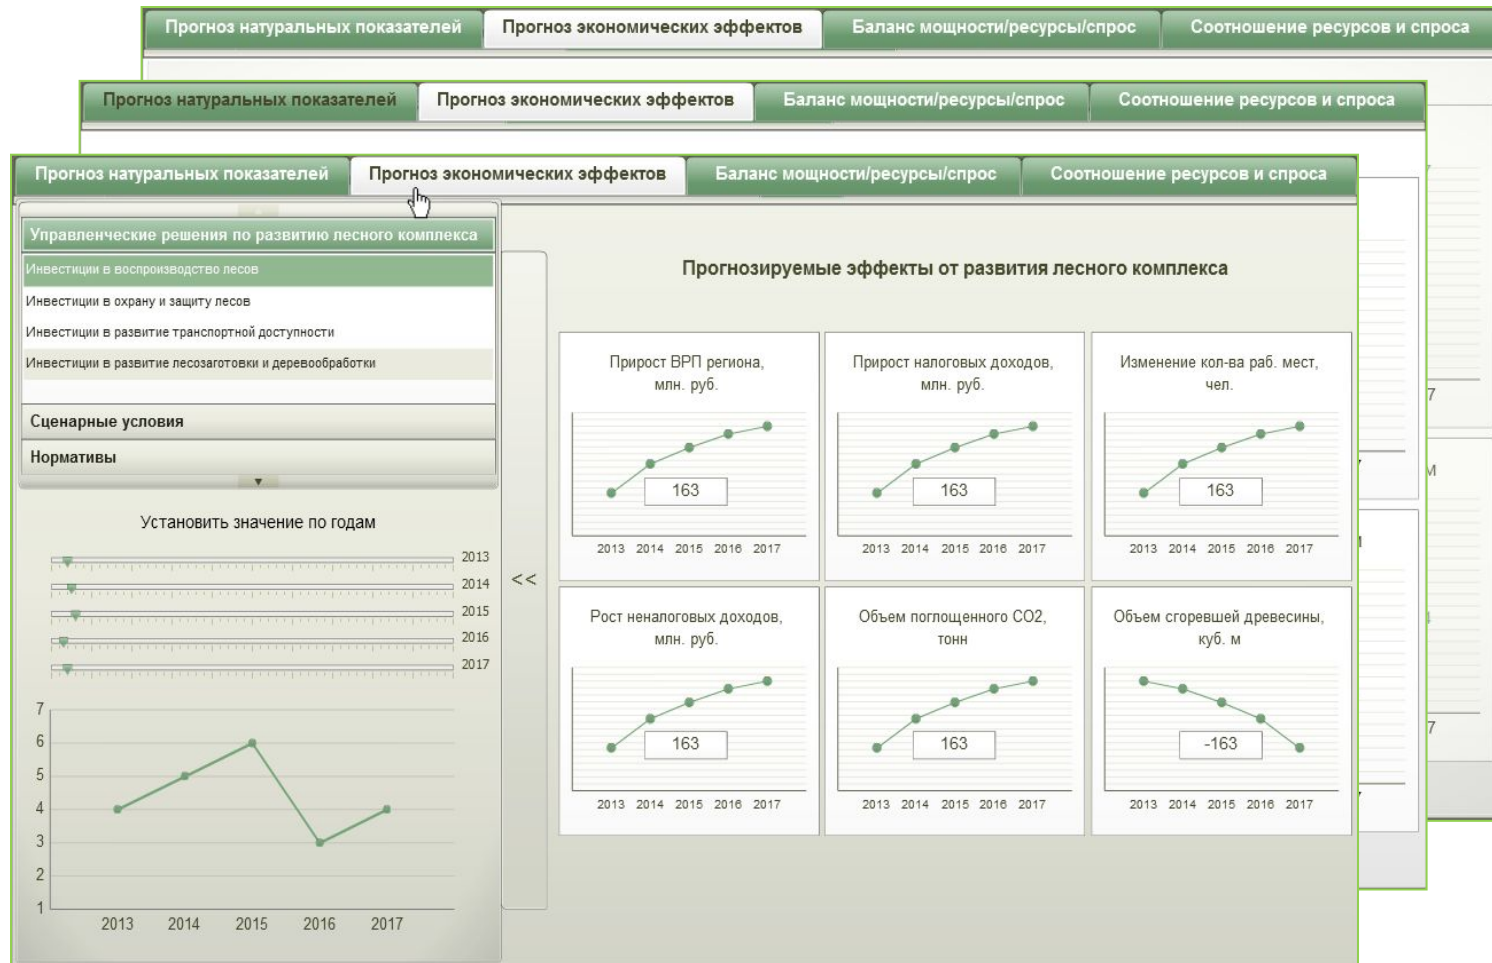 Прогноз натуральных показателей
Прогноз экономических эффектов
Баланс мощности/ресурсы/спрос
Соотношение ресурсов и спроса
Прогноз натуральных показателей
Прогноз экономических эффектов
Баланс мощности/ресурсы/спрос
Соотношение ресурсов и спроса
Прогноз натуральных показателей
Прогноз экономических эффектов
Баланс мощности/ресурсы/спрос
Соотношение ресурсов и спроса
Управленческие решения по развитию лесного комплекса
Инвестиции в воспроизводство лесов
Инвестиции в охрану и защиту лесов
Инвестиции в развитие транспортной доступности
Инвестиции в развитие лесозаготовки и деревообработки
Сценарные условия
Нормативы
Установить значение по годам
2013
2014
2015
2016
2017
7
6
5
4
3
2
1
2013 2014 2015 2016 2017
<<
Прогнозируемые эффекты от развития лесного комплекса
Прирост ВРП региона,
млн. руб.
163
2013 2014 2015 2016 2017
Прирост налоговых доходов,
млн. руб.
163
2013 2014 2015 2016 2017
Изменение кол-ва раб. мест,
чел.
163
2013 2014 2015 2016 2017
Рост неналоговых доходов,
млн. руб.
163
2013 2014 2015 2016 2017
Объем поглощенного СО2,
тонн
163
2013 2014 2015 2016 2017
Объем сгоревшей древесины,
куб. м
-163
2013 2014 2015 2016 2017
7
7